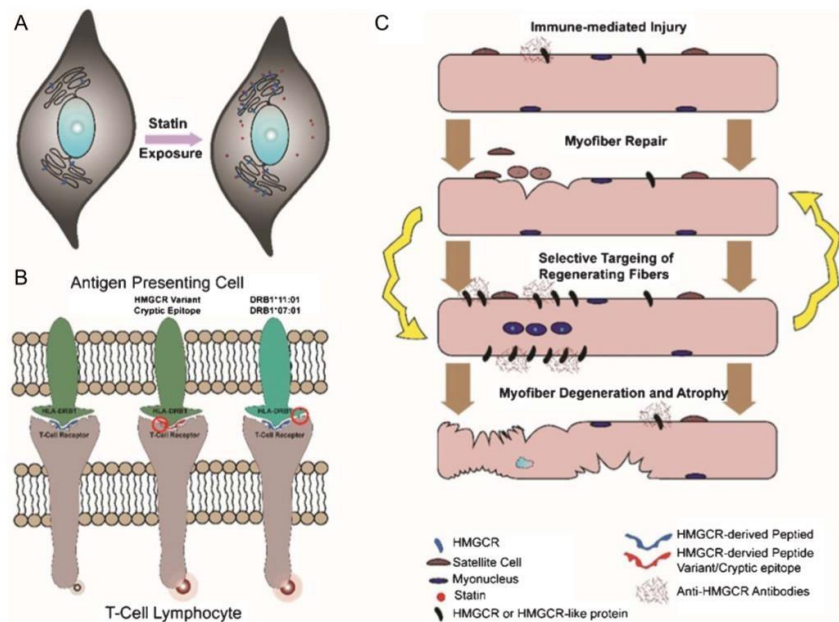 A
Statin
Exposure
B
Antigen Presenting Cell
HMGCR Variant
Cryptic Epitope
DRB1*11:01
DRB1*07:01
HLA-DRB1
T-Cell Receptor
HLA-DRB1
T-Cell Receptor
HLA-DRB1
T-Cell Receptor
T-Cell Lymphocyte
C
Immune-mediated Injury
Myofiber Repair
Selective Targeting of
Regenerating Fibers
Myofiber Degeneration and Atrophy
HMGCR
Satellite Cell
Myonucleus
Statin
HMGCR or HMGCR-like protein
HMGCR-derived Peptied
HMGCR-dervied Peptide
Variant/Cryptic epitope
Anti-HMGCR Antibodies